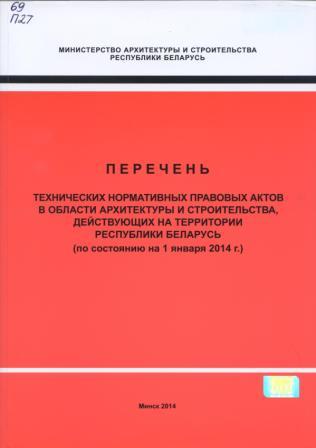 69
П27
МИНИСТЕРСТВО АРХИТЕКТУРЫ И СТРОИТЕЛЬСТВА
РЕСПУБЛИКИ БЕЛАРУСЬ
ПЕРЕЧЕНЬ
ТЕХНИЧЕСКИХ НОРМАТИВНЫХ ПРАВОВЫХ АКТОВ
В ОБЛАСТИ АРХИТЕКТУРЫ И СТРОИТЕЛЬСТВА,
ДЕЙСТВУЮЩИХ НА ТЕРРИТОРИИ
РЕСПУБЛИКИ БЕЛАРУСЬ
(по состоянию на 1 января 2014 г.)
Минск 2014